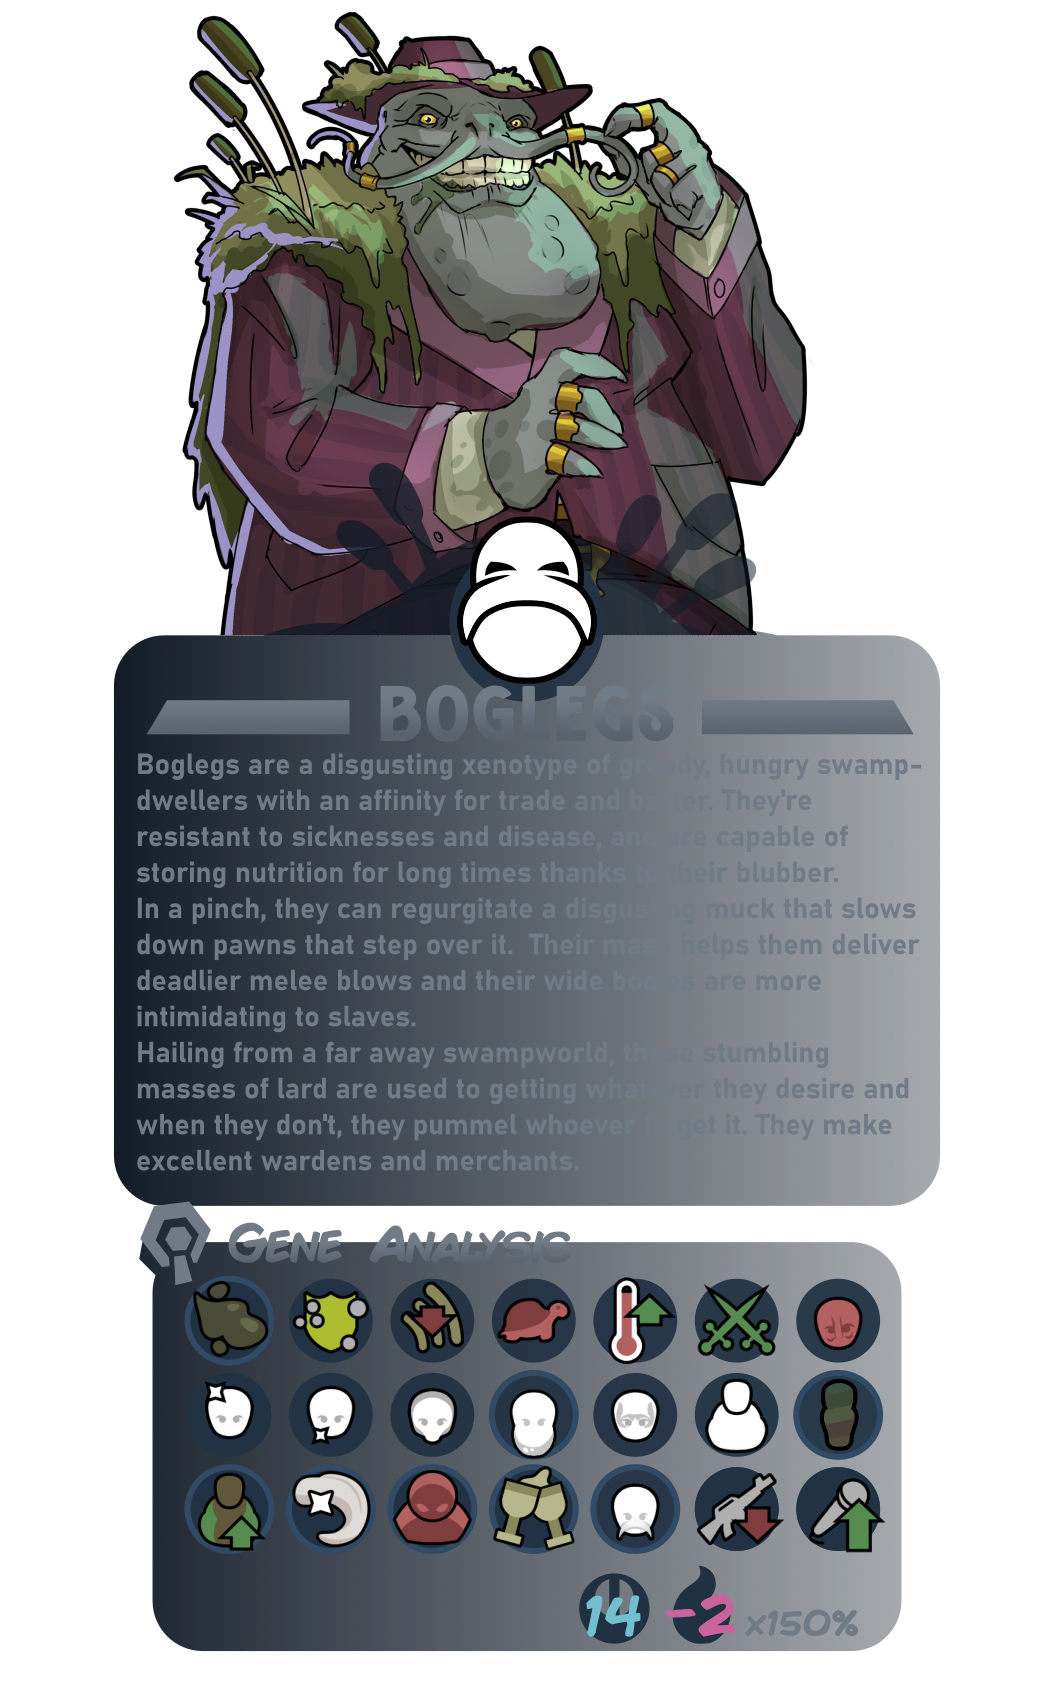 BOGLEGS
Boglegs are a disgusting xenotype of greedy, hungry swamp-
dwellers with an affinity for trade and barter. They're
resistant to sicknesses and disease, and are capable of
storing nutrition for long times thanks to their blubber.
In a pinch, they can regurgitate a disgusting muck that slows
down pawns that step over it. Their mass helps them deliver
deadlier melee blows and their wide bodies are more
intimidating to slaves.
Hailing from a far away swampworld, these stumbling
masses of lard are used to getting whatever they desire and
when they don't, they pummel whoever to get it. They make
excellent wardens and merchants.
Gene Analysis
14 -2 x150%